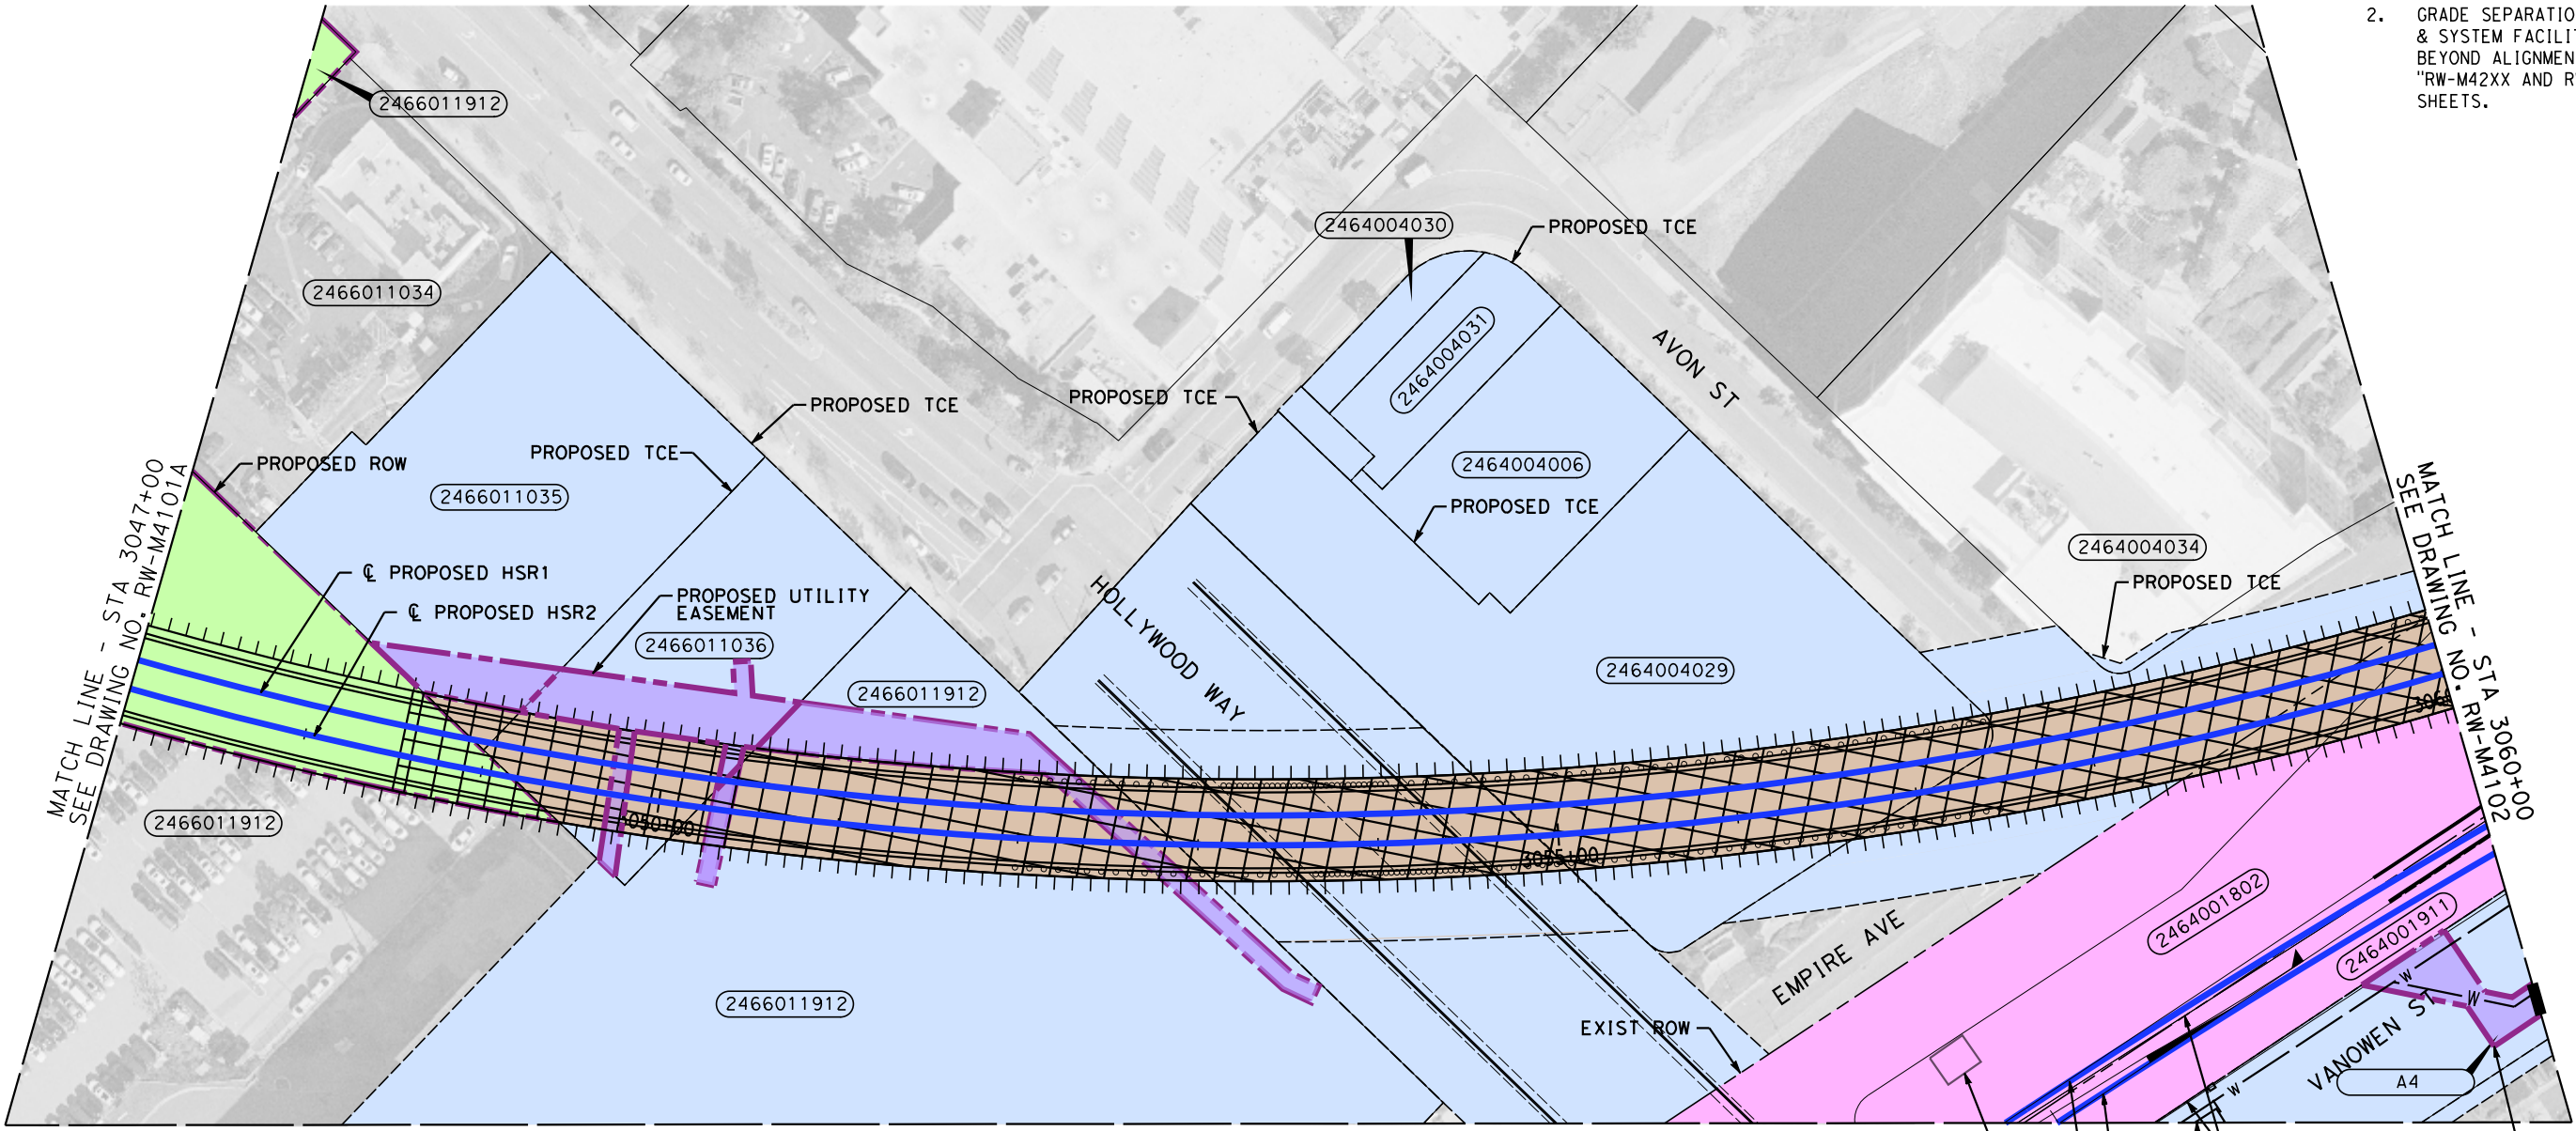 2. GRADE SEPARATIO
& SYSTEM FACILIT
BEYOND ALIGNMEN
"RW-M42XX AND R
SHEETS.
2466011912
2464004030
PROPOSED TCE
2466011034
2464004031
AVON ST
PROPOSED TCE
PROPOSED TCE
PROPOSED TCE
PROPOSED ROW
2464004006
2466011035
PROPOSED TCE
MATCH LINE - STA 3047+00
SEE DRAWING NO. RW-M4101A
MATCH LINE - STA 3060+00
SEE DRAWING NO. RW-M4102
2464004034
℄ PROPOSED HSR1
PROPOSED TCE
℄ PROPOSED HSR2
PROPOSED UTILITY
EASEMENT
HOLLYWOOD WAY
2466011036
2464004029
2466011912
2466011912
3050+00
3055+00
2464001802
2464001911
EMPIRE AVE
2466011912
EXIST ROW
W
W
VANOWEN ST
A4
W